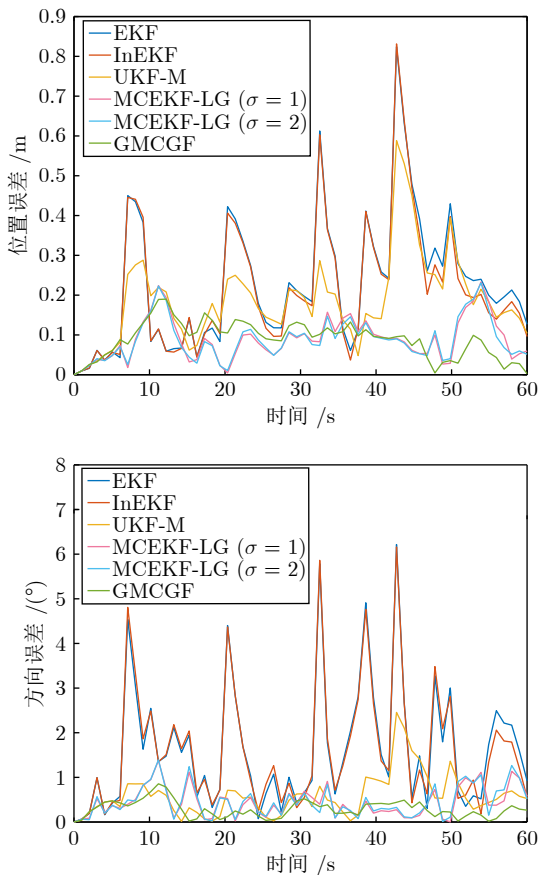 0.9
0.8
0.7
0.6
0.5
0.4
0.3
0.2
0.1
0
位置误差 /m
EKF
InEKF
UKF-M
MCEKF-LG (σ = 1)
MCEKF-LG (σ = 2)
GMCGF
0 10 20 30 40 50 60
时间 /s
8
7
6
5
4
3
2
1
0
方向误差 /(°)
EKF
InEKF
UKF-M
MCEKF-LG (σ = 1)
MCEKF-LG (σ = 2)
GMCGF
0 10 20 30 40 50 60
时间 /s